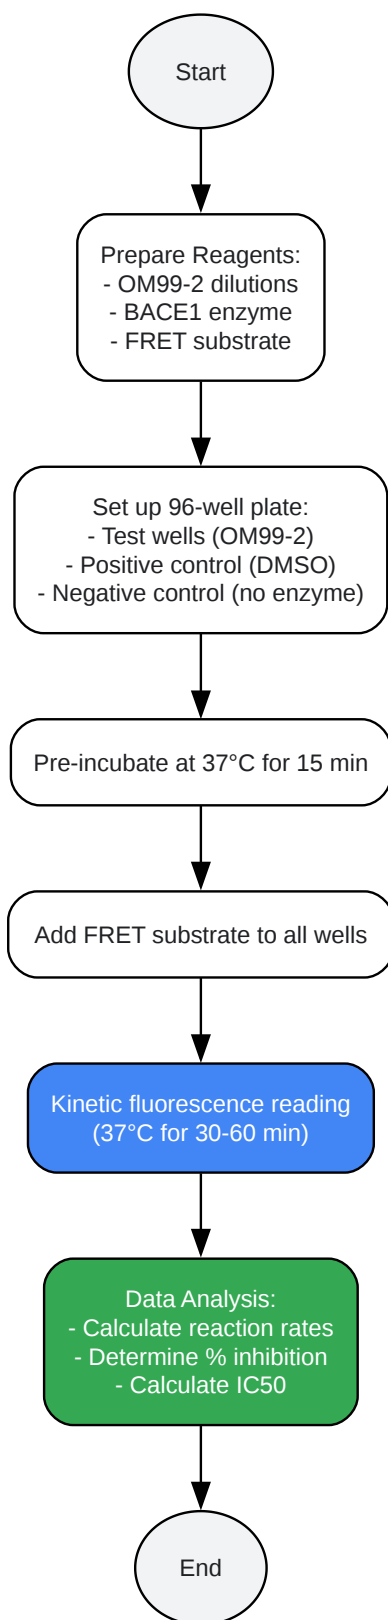 Start
Prepare Reagents:
- OM99-2 dilutions
- BACE1 enzyme
- FRET substrate
Set up 96-well plate:
- Test wells (OM99-2)
- Positive control (DMSO)
- Negative control (no enzyme)
Pre-incubate at 37°C for 15 min
Add FRET substrate to all wells
Kinetic fluorescence reading
(37°C for 30-60 min)
Data Analysis:
- Calculate reaction rates
- Determine % inhibition
- Calculate IC50
End